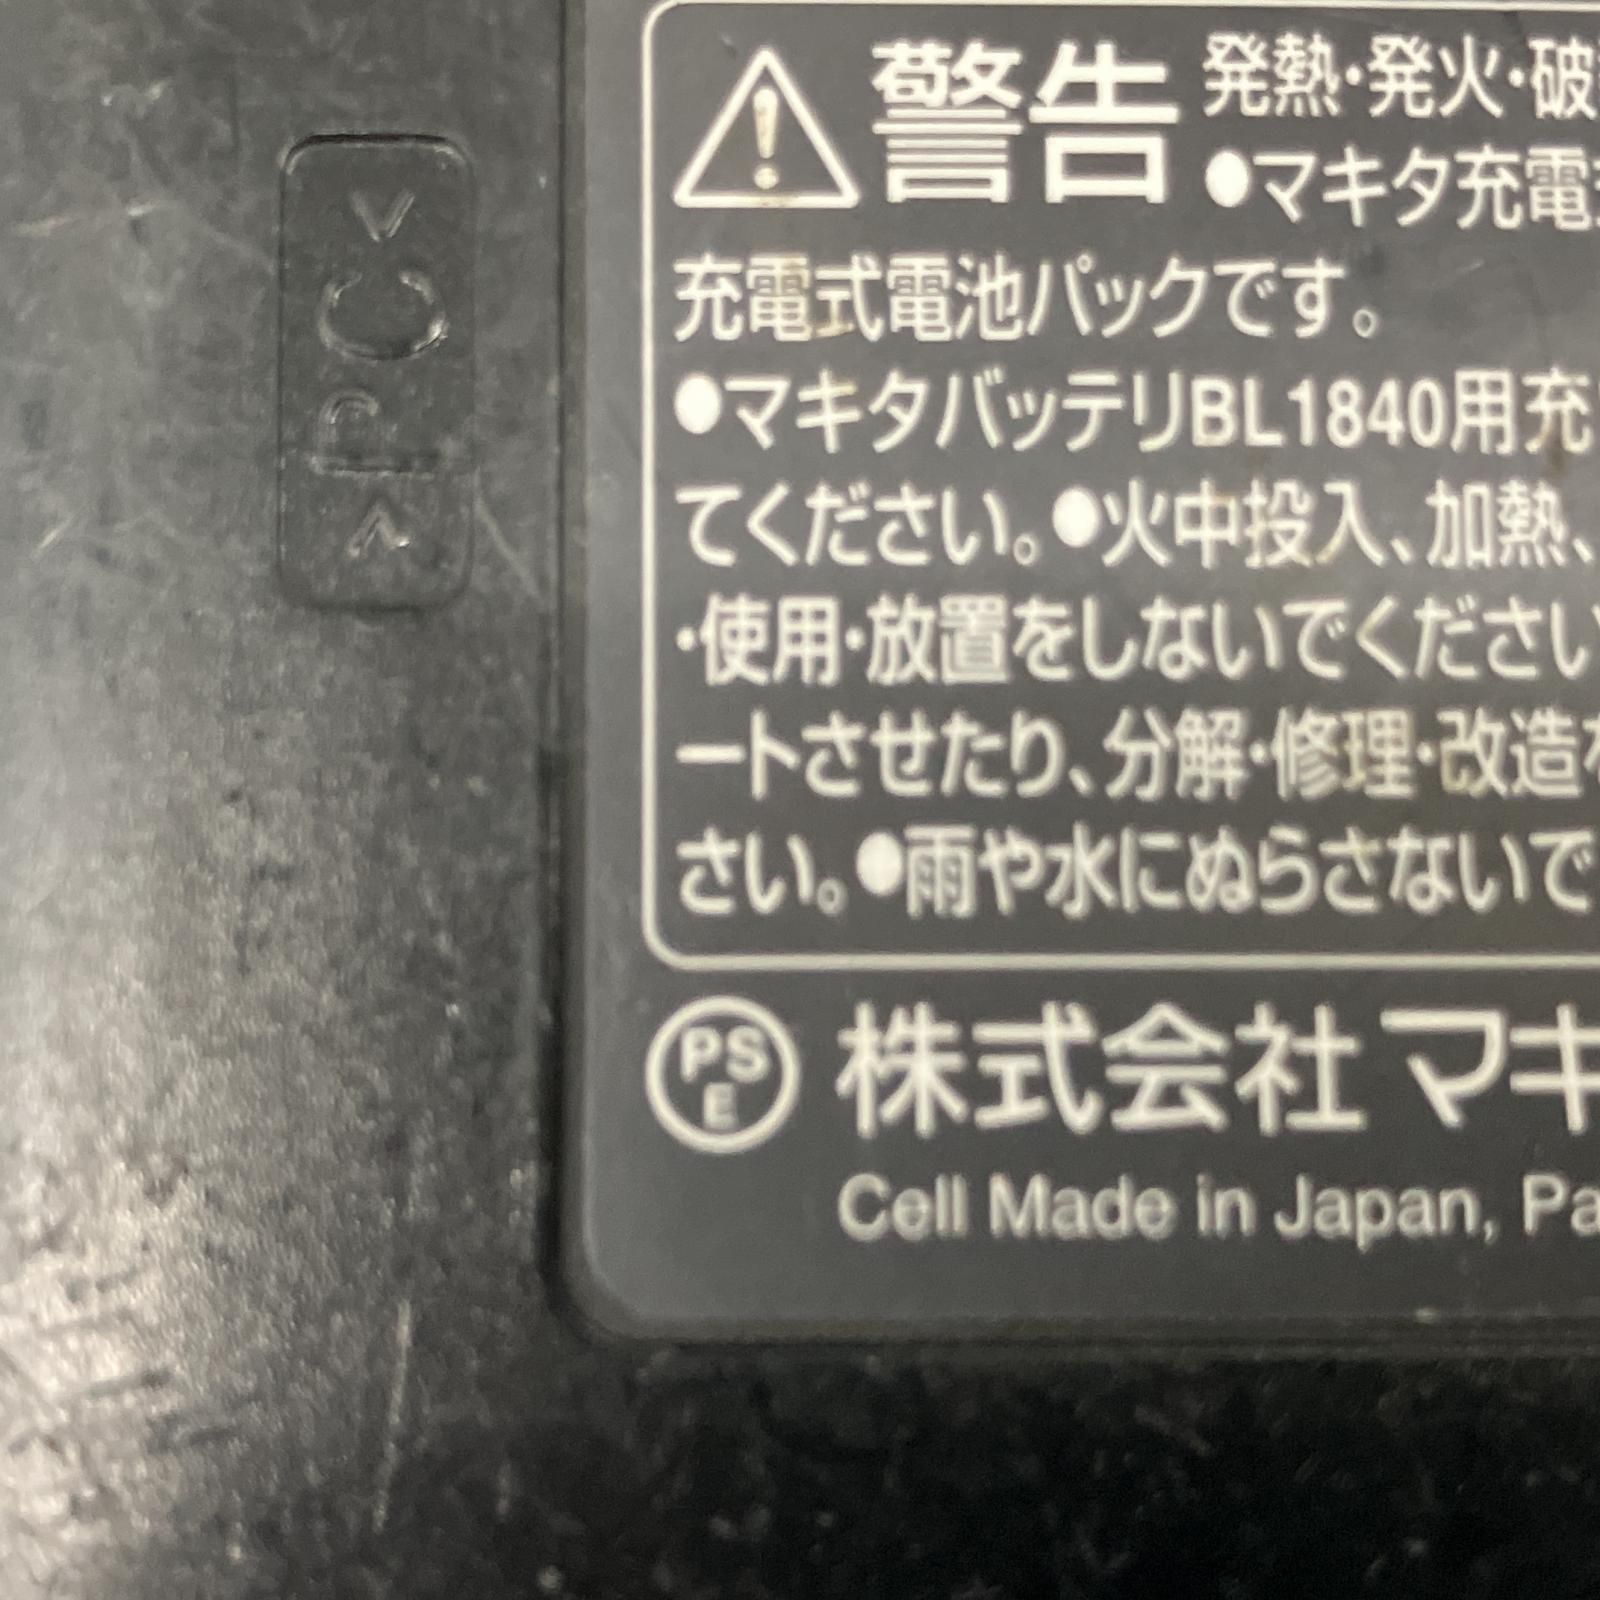 >PC<
警告 発熱・発火・破
●マキタ充電
充電式電池パックです。
●マキタバッテリBL1840用充
てください。●火中投入、加熱、
・使用・放置をしないでください
ートさせたり、分解・修理・改造
さい。●雨や水にぬらさないで
PS
E
株式会社マキ
Cell Made in Japan, Pa